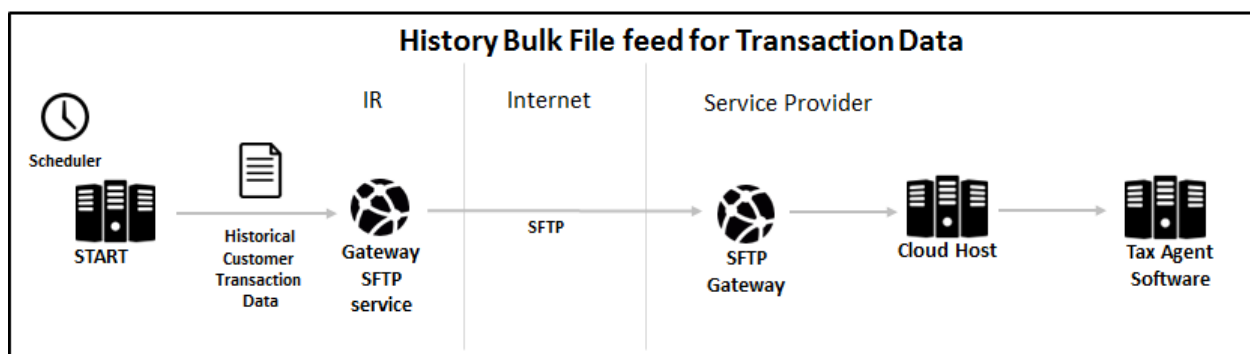 History Bulk File feed for Transaction Data
IR
Internet
Service Provider
Scheduler
START
Historical
Customer
Transaction
Data
Gateway
SFTP
service
SFTP
SFTP
Gateway
Cloud Host
Tax Agent
Software